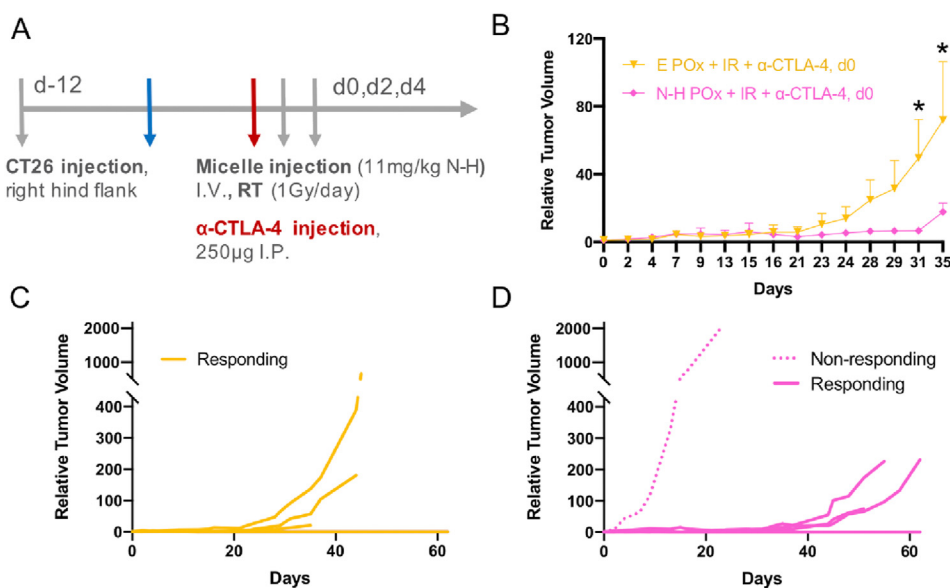 A
d-12
d0,d2,d4
CT26 injection,
right hind flank
Micelle injection (11mg/kg N-H)
I.V., RT (1Gy/day)
α-CTLA-4 injection,
250µg I.P.
B
Relative Tumor Volume
120
80
40
0
E POx + IR + α-CTLA-4, d0
N-H POx + IR + α-CTLA-4, d0
*
*
0 2 4 7 9 13 15 16 21 23 24 28 29 31 35
Days
C
Relative Tumor Volume
2000
1000
400
300
200
100
0
Responding
0 20 40 60
Days
D
Relative Tumor Volume
2000
1000
400
300
200
100
0
Non-responding
Responding
0 20 40 60
Days